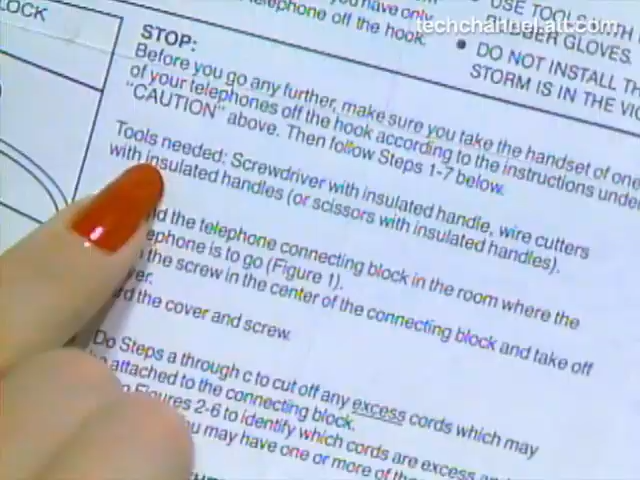 techchannel.att.com
LOCK
have only
telephone off the hook.
RUBBER GLOVES.
DO NOT INSTALL
STORM IS IN THE
STOP:
Before you go any further, make sure you take the handset of one
of your telephones off the hook according to the instructions under
"CAUTION" above. Then follow Steps 1-7 below.
Tools needed: Screwdriver with insulated handle, wire cutters
with insulated handles (or scissors with insulated handles).
the telephone connecting block in the room where the
is to go (Figure 1).
the screw in the center of the connecting block and take off
the cover and screw.
Do Steps a through c to cut off any excess cords which may
attached to the connecting block.
Figures 2-6 to identify which cords are excess
you may have one or more of